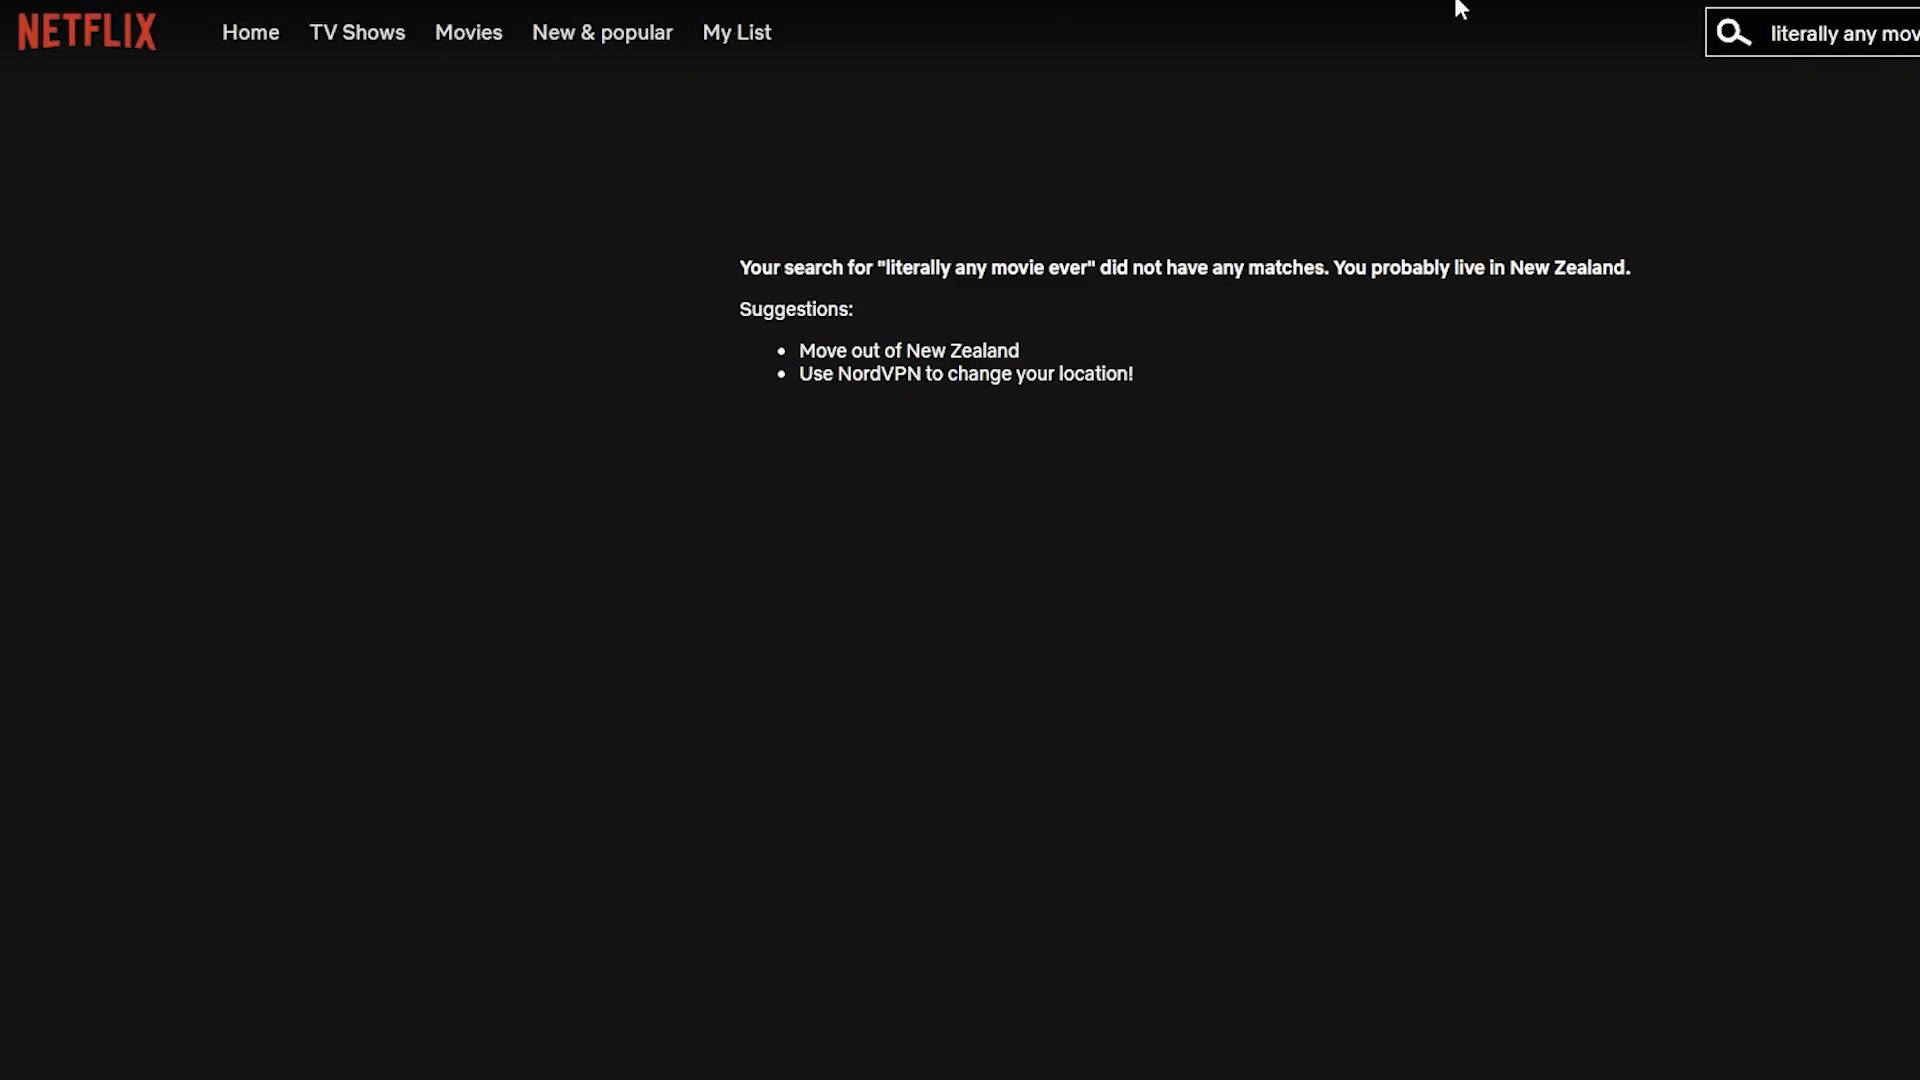 NETFLIX Home TV Shows Movies New & popular My List literally any mov
Your search for "literally any movie ever" did not have any matches. You probably live in New Zealand.
Suggestions:
• Move out of New Zealand
• Use NordVPN to change your location!